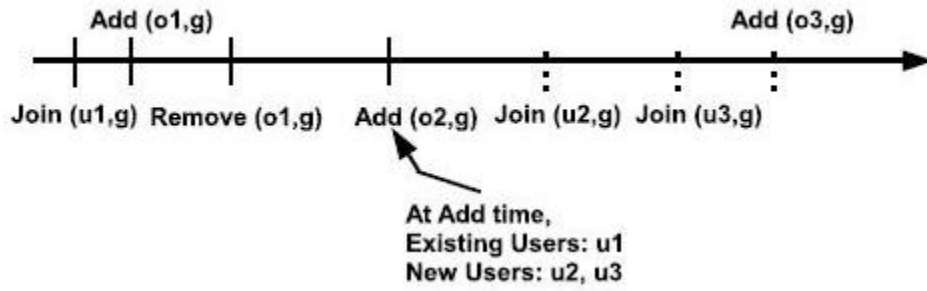 Add (o1,g) Add (o3,g)
Join (u1,g) Remove (o1,g) Add (o2,g) Join (u2,g) Join (u3,g)
At Add time,
Existing Users: u1
New Users: u2, u3